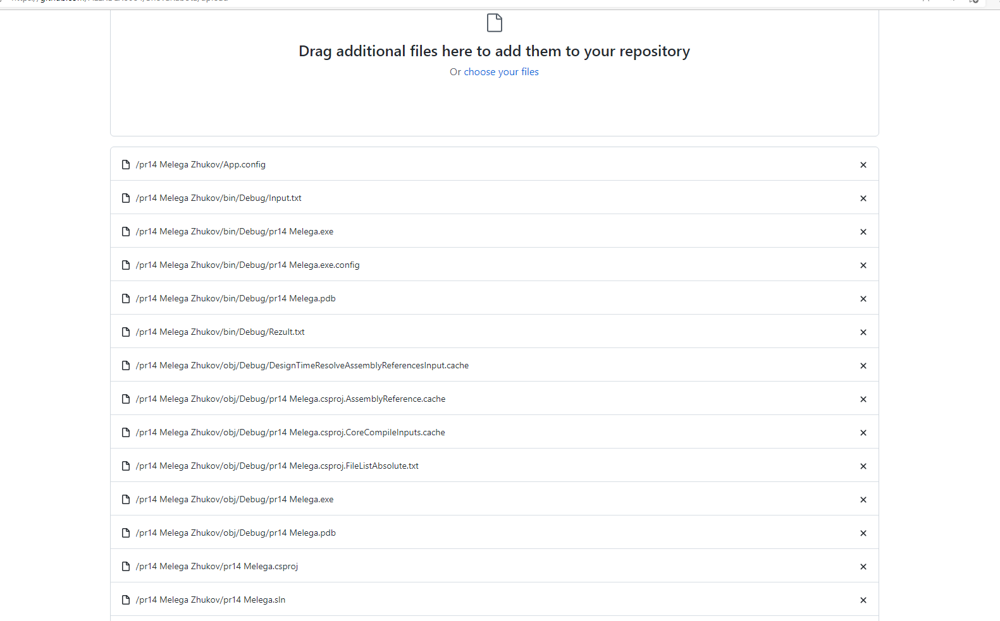 Drag additional files here to add them to your repository
Or choose your files
/pr14 Melega Zhukov/App.config
/pr14 Melega Zhukov/bin/Debug/Input.txt
/pr14 Melega Zhukov/bin/Debug/pr14 Melega.exe
/pr14 Melega Zhukov/bin/Debug/pr14 Melega.exe.config
/pr14 Melega Zhukov/bin/Debug/pr14 Melega.pdb
/pr14 Melega Zhukov/bin/Debug/Rezult.txt
/pr14 Melega Zhukov/obj/Debug/DesignTimeResolveAssemblyReferencesInput.cache
/pr14 Melega Zhukov/obj/Debug/pr14 Melega.csproj.AssemblyReference.cache
/pr14 Melega Zhukov/obj/Debug/pr14 Melega.csproj.CoreCompileInputs.cache
/pr14 Melega Zhukov/obj/Debug/pr14 Melega.csproj.FileListAbsolute.txt
/pr14 Melega Zhukov/obj/Debug/pr14 Melega.exe
/pr14 Melega Zhukov/obj/Debug/pr14 Melega.pdb
/pr14 Melega Zhukov/pr14 Melega.csproj
/pr14 Melega Zhukov/pr14 Melega.sln